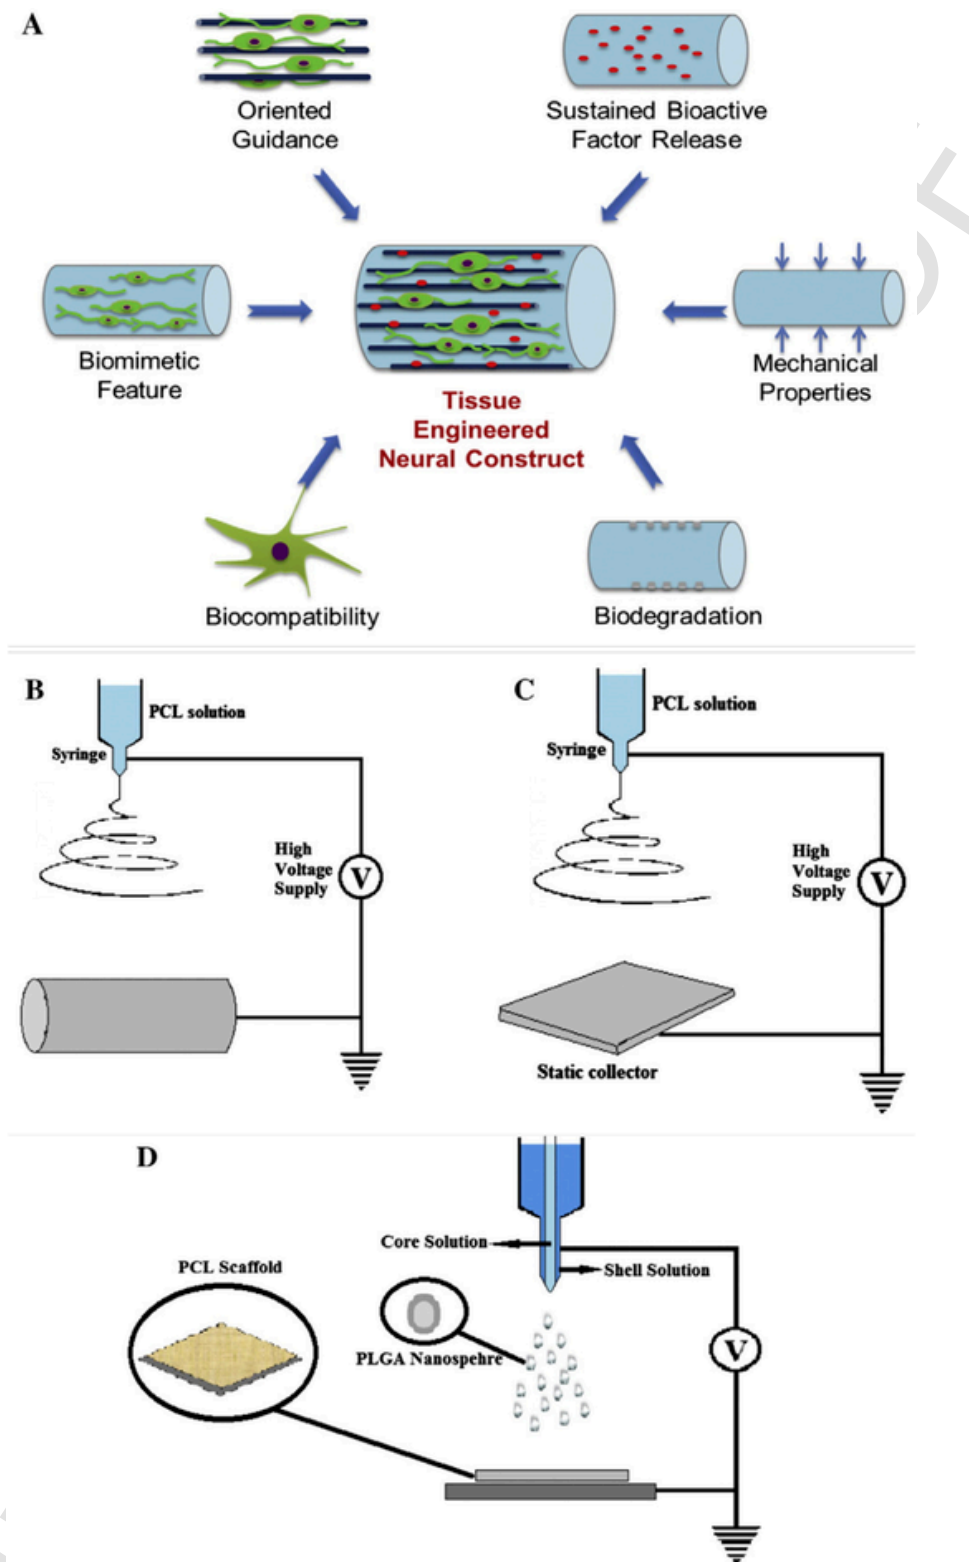 A
Oriented
Guidance
Sustained Bioactive
Factor Release
Biomimetic
Feature
Mechanical
Properties
Tissue
Engineered
Neural Construct
Biocompatibility
Biodegradation
B
PCL solution
Syringe
High
Voltage
Supply
V
C
PCL solution
Syringe
High
Voltage
Supply
V
Static collector
D
Core Solution
Shell Solution
PCL Scaffold
PLGA Nanospehre
V